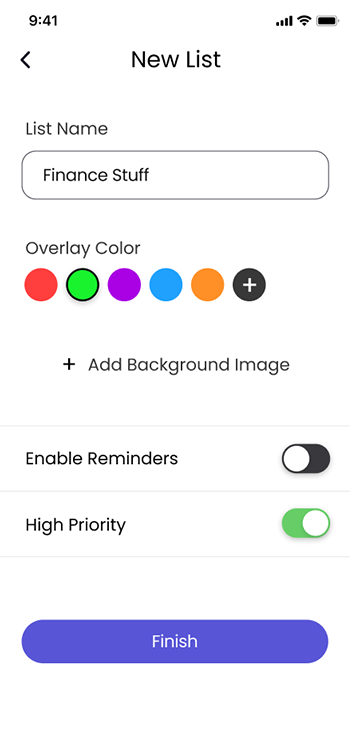 9:41
New List
List Name
Finance Stuff
Overlay Color
+
+ Add Background Image
Enable Reminders
High Priority
Finish